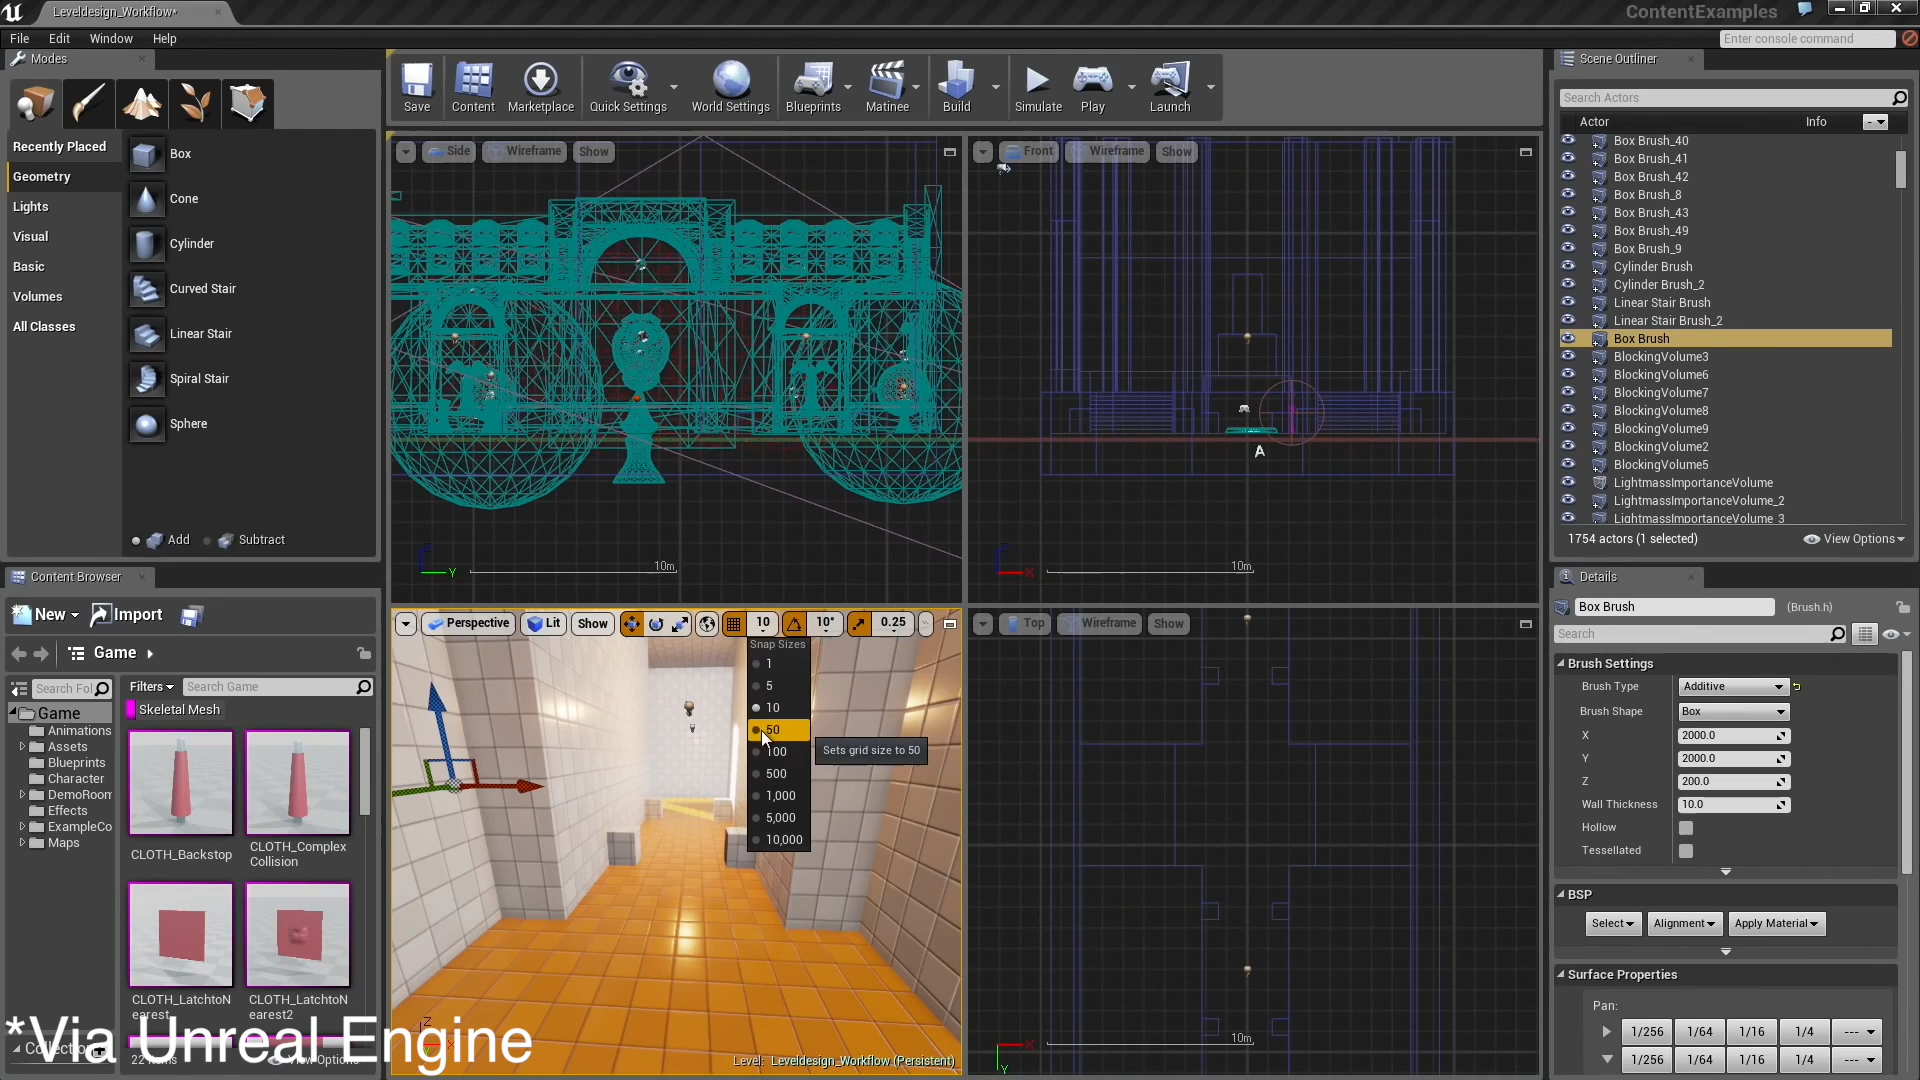 Leveldesign_Workflow*
ContentExamples
File Edit Window Help
Enter console command
Modes
Save
Content
Marketplace
Quick Settings
World Settings
Blueprints
Matinee
Build
Simulate
Play
Launch
Recently Placed
Geometry
Lights
Visual
Basic
Volumes
All Classes
Box
Cone
Cylinder
Curved Stair
Linear Stair
Spiral Stair
Sphere
Add Subtract
Side Wireframe Show
Y 10m
Front Wireframe Show
A
X 10m
Scene Outliner
Search Actors
Actor Info
Box Brush_40
Box Brush_41
Box Brush_42
Box Brush_8
Box Brush_43
Box Brush_49
Box Brush_9
Cylinder Brush
Cylinder Brush_2
Linear Stair Brush
Linear Stair Brush_2
Box Brush
BlockingVolume3
BlockingVolume6
BlockingVolume7
BlockingVolume8
BlockingVolume9
BlockingVolume2
BlockingVolume5
LightmassImportanceVolume
LightmassImportanceVolume_2
LightmassImportanceVolume_3
1754 actors (1 selected) View Options
Content Browser
New Import
Game
Search Fol
Filters Search Game
Game
Animations
Assets
Blueprints
Character
DemoRoom
Effects
ExampleCo
Maps
Skeletal Mesh
CLOTH_Backstop
CLOTH_Complex
Collision
CLOTH_LatchtoN
earest
CLOTH_LatchtoN
earest2
Collection
22 items View Options
Perspective Lit Show 10 10° 0.25
Snap Sizes
1
5
10
50
100
500
1,000
5,000
10,000
Sets grid size to 50
Level: Leveldesign_Workflow (Persistent)
Top Wireframe Show
X 10m
Y
Details
Box Brush (Brush.h)
Search
Brush Settings
Brush Type Additive
Brush Shape Box
X 2000.0
Y 2000.0
Z 200.0
Wall Thickness 10.0
Hollow
Tessellated
BSP
Select Alignment Apply Material
Surface Properties
Pan:
1/256 1/64 1/16 1/4 ---
1/256 1/64 1/16 1/4 ---
*Via Unreal Engine